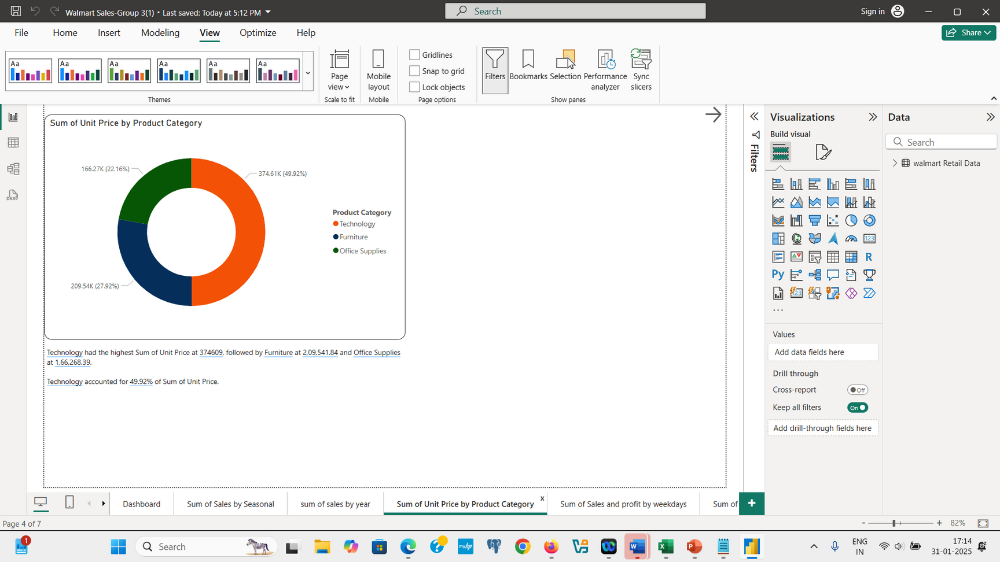 Walmart Sales-Group 3(1) • Last saved: Today at 5:12 PM
Search
Sign in
File Home Insert Modeling View Optimize Help
Share
Aa Aa Aa Aa Aa Aa
Themes
Page view
Scale to fit
Mobile layout
Mobile
Gridlines
Snap to grid
Lock objects
Page options
Filters
Bookmarks
Selection
Performance analyzer
Sync slicers
Show panes
Sum of Unit Price by Product Category
166.27K (22.16%)
374.61K (49.92%)
209.54K (27.92%)
Product Category
Technology
Furniture
Office Supplies
Technology had the highest Sum of Unit Price at 374609, followed by Furniture at 2,09,541.84 and Office Supplies
at 1,66,268.39.
Technology accounted for 49.92% of Sum of Unit Price.
DAX
Filters
Visualizations
Build visual
123
R
Py
123
...
Values
Add data fields here
Drill through
Cross-report
Off
Keep all filters
On
Add drill-through fields here
Data
Search
walmart Retail Data
Dashboard
Sum of Sales by Seasonal
sum of sales by year
Sum of Unit Price by Product Category
x
Sum of Sales and profit by weekdays
Sum of
+
Page 4 of 7
- + 82%
1
Search
myhp
W
X
P
ENG
IN
17:14
31-01-2025